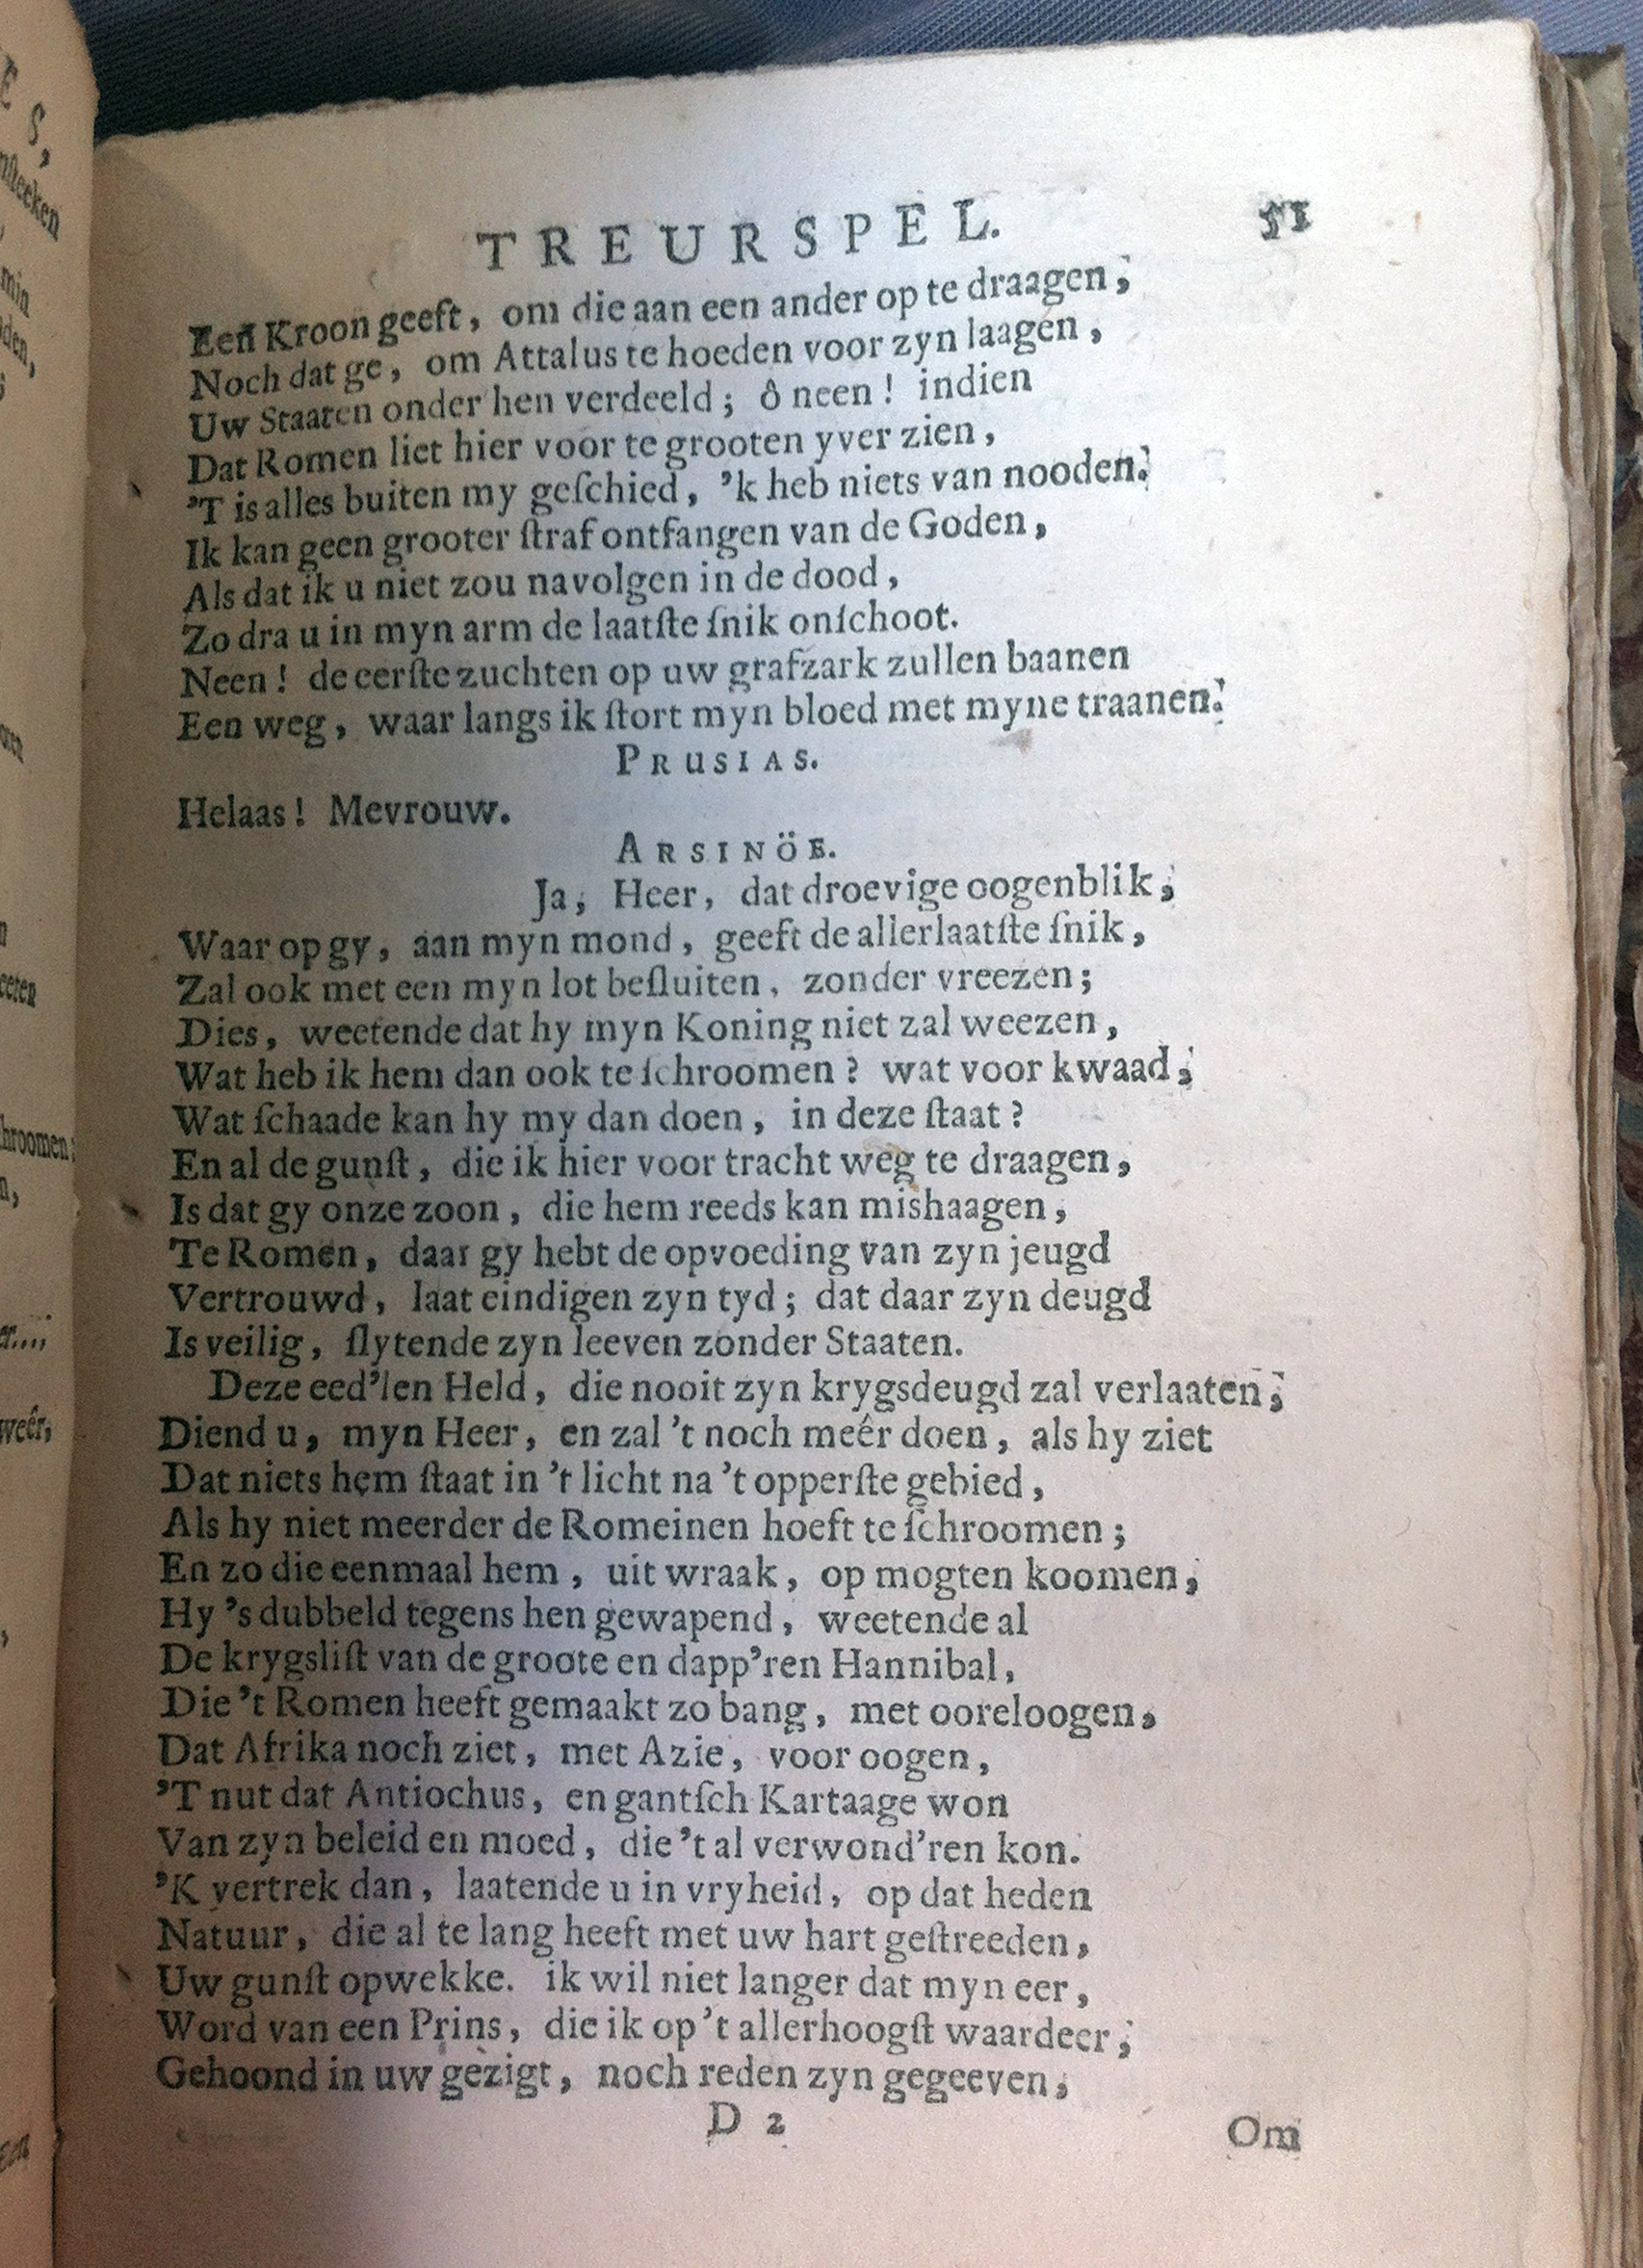 TREURSPEL. 51
Een Kroon geeft, om die aan een ander op te draagen,
Noch dat ge, om Attalus te hoeden voor zyn laagen,
Uw Staaten onder hen verdeeld; ô neen! indien
Dat Romen liet hier voor te grooten yver zien,
'T is alles buiten my geſchied, 'k heb niets van nooden.
Ik kan geen grooter ſtraf ontfangen van de Goden,
Als dat ik u niet zou navolgen in de dood,
Zo dra u in myn arm de laatſte ſnik onſchoot.
Neen! de eerſte zuchten op uw grafzark zullen baanen
Een weg, waar langs ik ſtort myn bloed met myne traanen.
PRUSIAS.
Helaas! Mevrouw.
ARSINÖE.
Ja, Heer, dat droevige oogenblik,
Waar op gy, aan myn mond, geeft de allerlaatſte ſnik,
Zal ook met een myn lot beſluiten, zonder vreezen;
Dies, weetende dat hy myn Koning niet zal weezen,
Wat heb ik hem dan ook te ſchroomen? wat voor kwaad,
Wat ſchaade kan hy my dan doen, in deze ſtaat?
En al de gunſt, die ik hier voor tracht weg te draagen,
Is dat gy onze zoon, die hem reeds kan mishaagen,
Te Romen, daar gy hebt de opvoeding van zyn jeugd
Vertrouwd, laat eindigen zyn tyd; dat daar zyn deugd
Is veilig, ſlytende zyn leeven zonder Staaten.
Deze eed'len Held, die nooit zyn krygsdeugd zal verlaaten,
Diend u, myn Heer, en zal 't noch meêr doen, als hy ziet
Dat niets hem ſtaat in 't licht na 't opperſte gebied,
Als hy niet meerder de Romeinen hoeft te ſchroomen;
En zo die eenmaal hem, uit wraak, op mogten koomen,
Hy 's dubbeld tegens hen gewapend, weetende al
De krygsliſt van de groote en dapp'ren Hannibal,
Die 't Romen heeft gemaakt zo bang, met ooreloogen,
Dat Afrika noch ziet, met Azie, voor oogen,
'T nut dat Antiochus, en gantſch Kartaage won
Van zyn beleid en moed, die 't al verwond'ren kon.
'K vertrek dan, laatende u in vryheid, op dat heden
Natuur, die al te lang heeft met uw hart geſtreeden,
Uw gunſt opwekke. ik wil niet langer dat myn eer,
Word van een Prins, die ik op 't allerhoogſt waardeer,
Gehoond in uw gezigt, noch reden zyn gegeeven,
D 2 Om